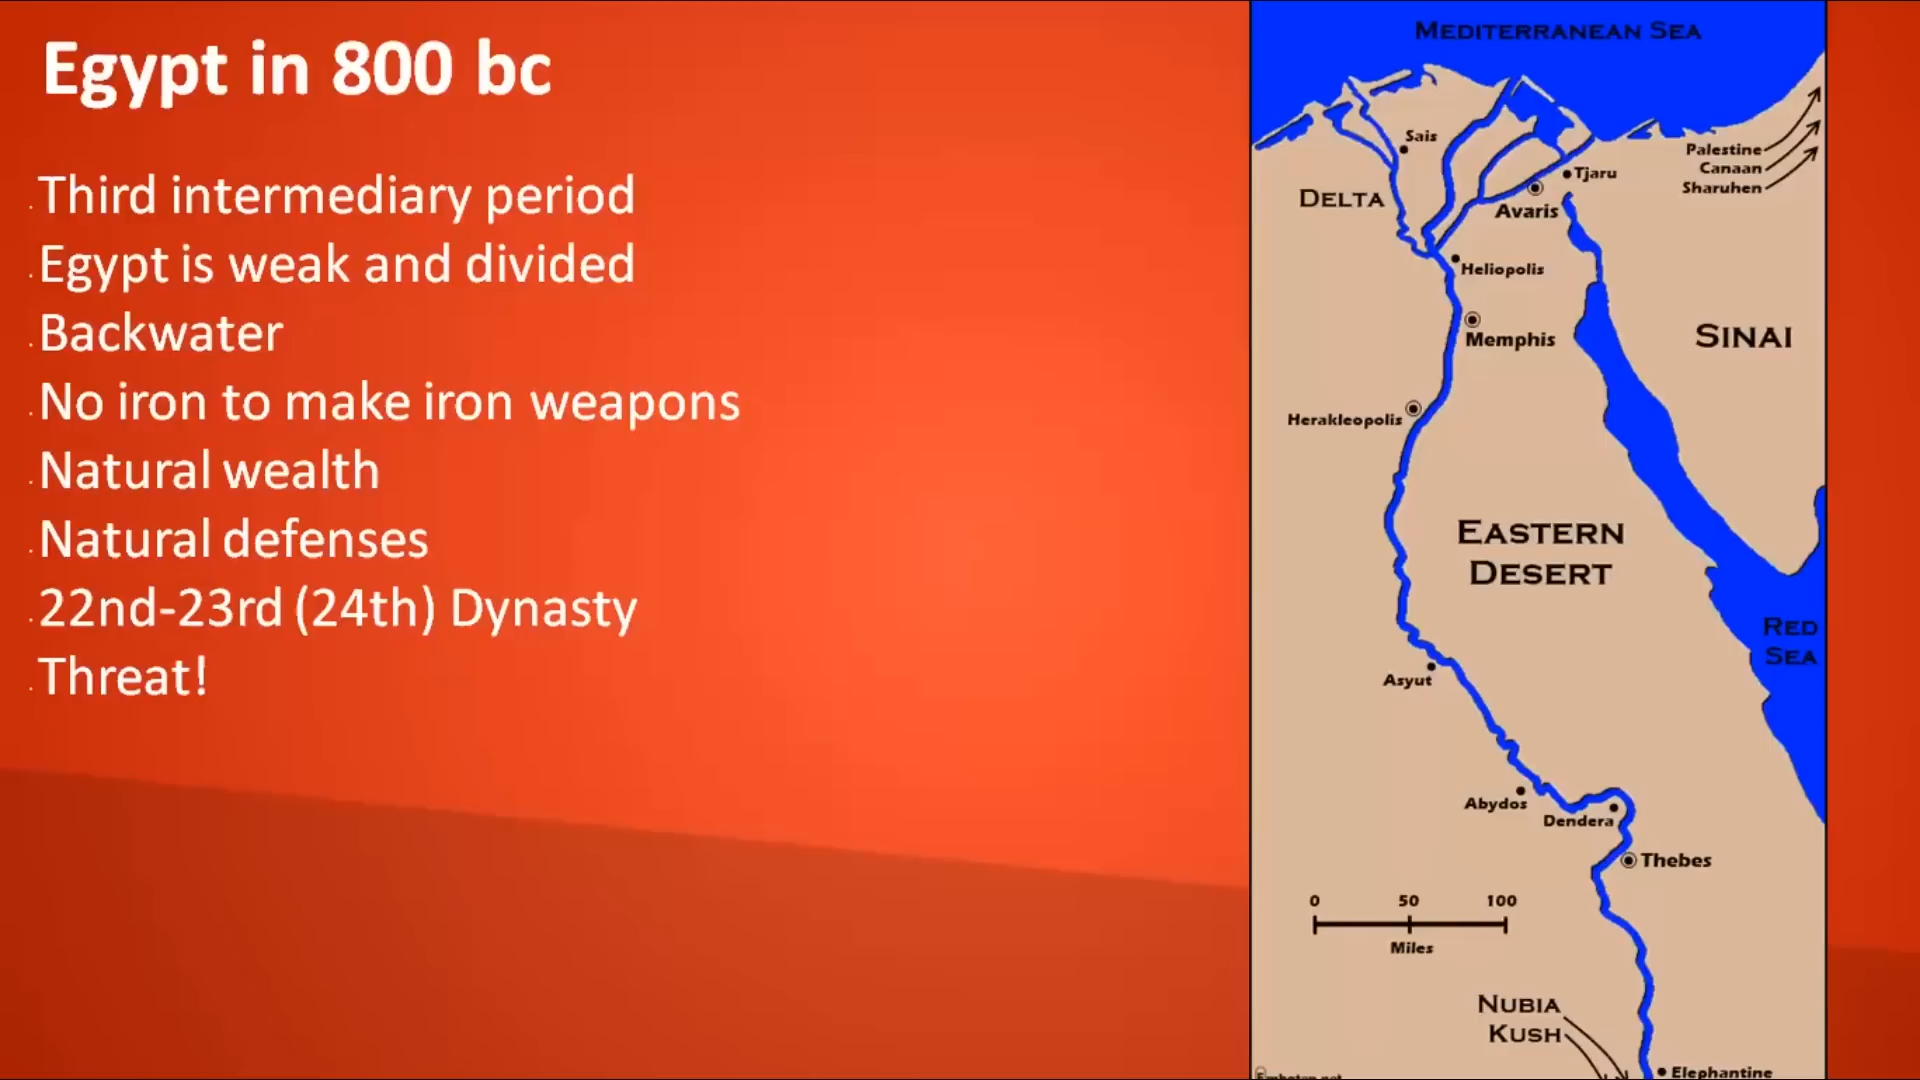 Egypt in 800 bc
Third intermediary period
Egypt is weak and divided
Backwater
No iron to make iron weapons
Natural wealth
Natural defenses
22nd-23rd (24th) Dynasty
Threat!
MEDITERRANEAN SEA
Sais
Palestine
Canaan
Sharuhen
Tjaru
DELTA
Avaris
Heliopolis
SINAI
Memphis
Herakleopolis
EASTERN
DESERT
RED
SEA
Asyut
Abydos
Dendera
Thebes
0 50 100
Miles
NUBIA
KUSH
Elephantine